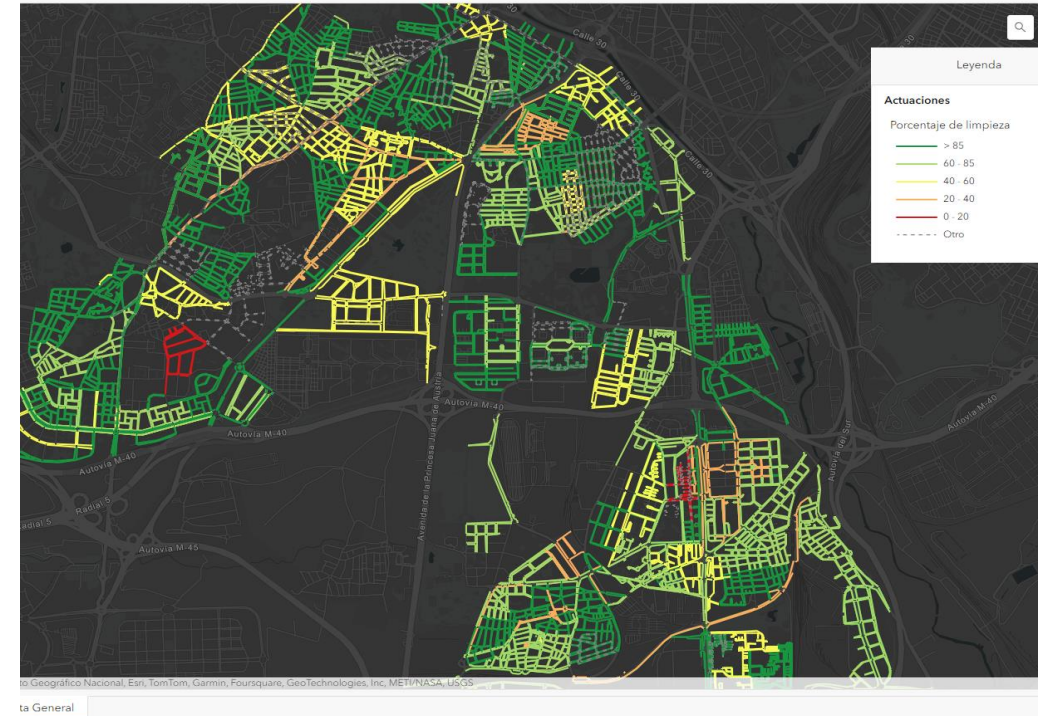 Calle 30
Calle 30
Calle 30
Leyenda
Actuaciones
Porcentaje de limpieza
> 85
60 - 85
40 - 60
20 - 40
0 - 20
Otro
Avenida de la Princesa Juana de Austria
Autovía M-40
Autovía M-40
Autovía M-40
Autovía M-40
Autovía del Sur
Radial 5
adial 5
Autovía M-45
to Geográfico Nacional, Esri, TomTom, Garmin, Foursquare, GeoTechnologies, Inc, METI/NASA, USGS
ta General